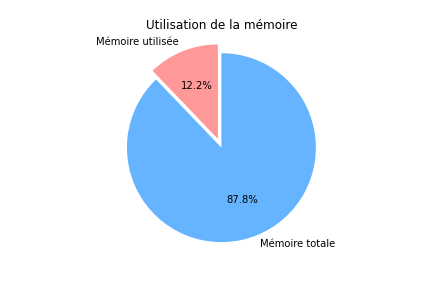 Utilisation de la mémoire
Mémoire utilisée
12.2%
87.8%
Mémoire totale